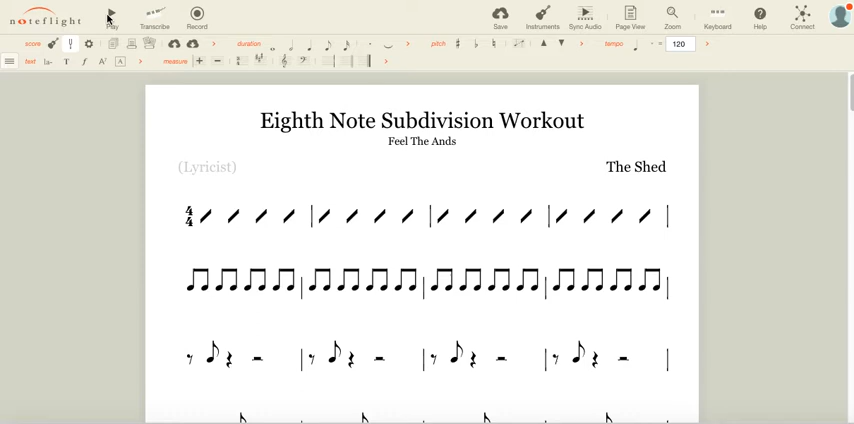 noteflight
Play
Transcribe
Record
Save
Instruments
Sync Audio
Page View
Zoom
Keyboard
Help
Connect
score
duration
pitch
tempo
= 120
text
la-
T
f
A
measure
Eighth Note Subdivision Workout
Feel The Ands
(Lyricist)
The Shed
4
4